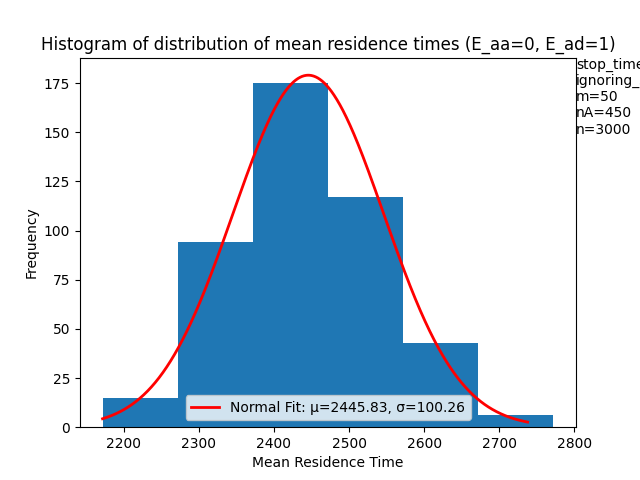 Histogram of distribution of mean residence times (E_aa=0, E_ad=1)
stop_time
ignoring_
m=50
nA=450
n=3000
175
150
125
100
75
50
25
0
Frequency
Normal Fit: μ=2445.83, σ=100.26
2200 2300 2400 2500 2600 2700 2800
Mean Residence Time